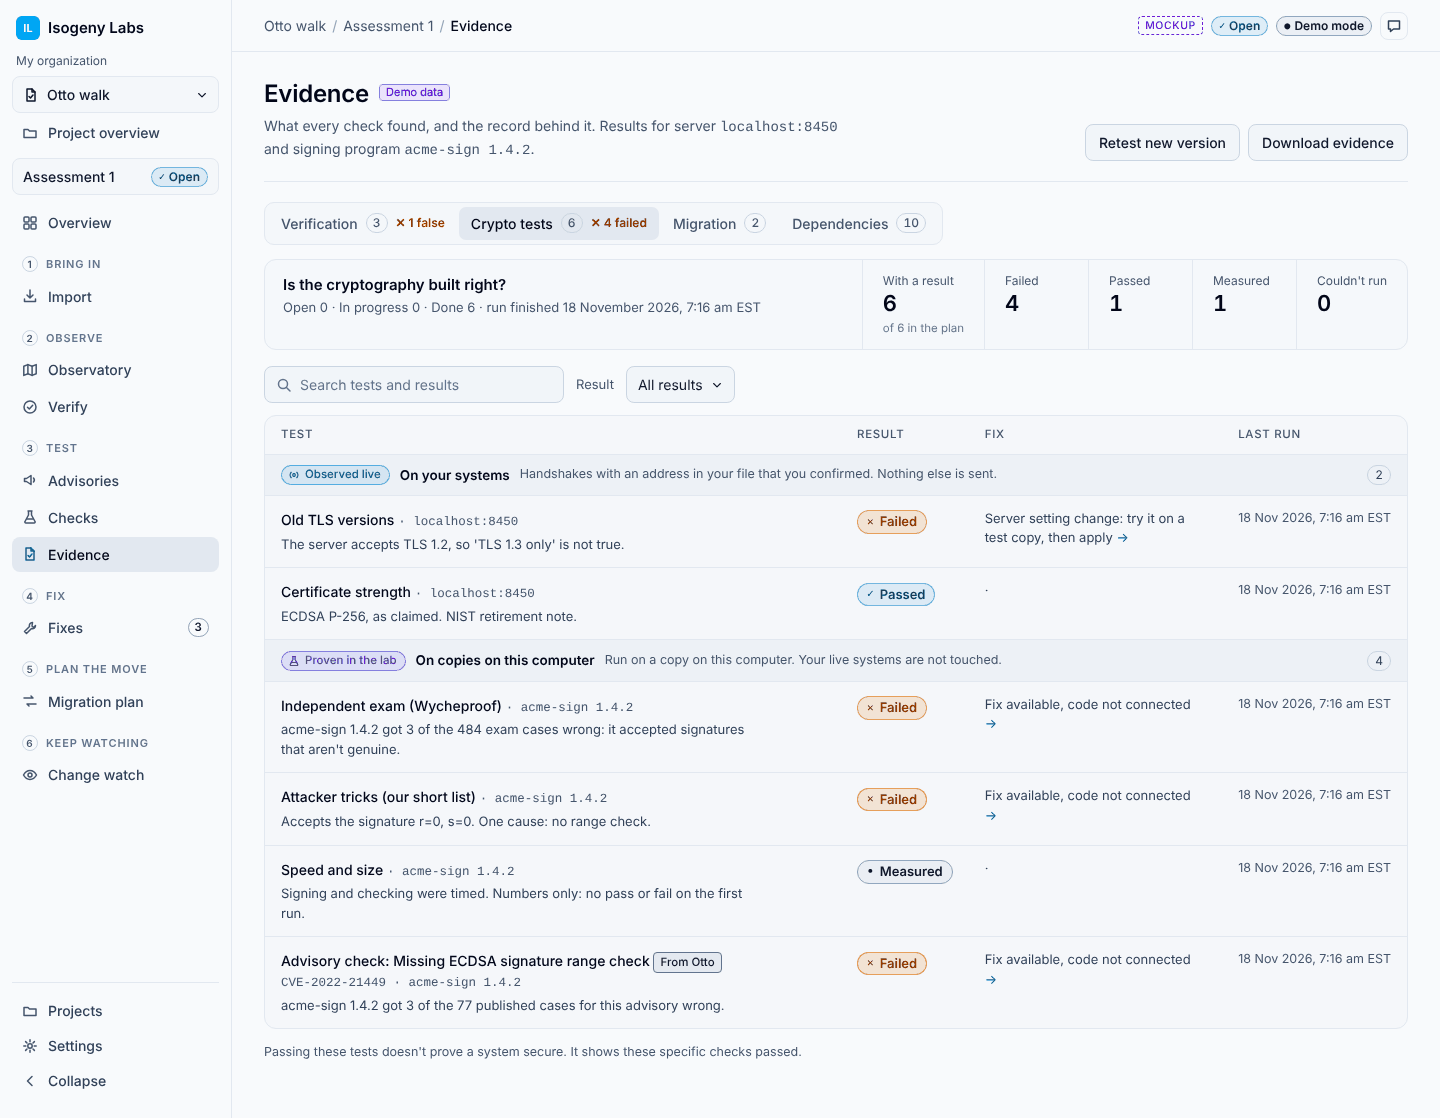 IL Isogeny Labs
My organization
Otto walk
Project overview
Assessment 1 ✓ Open
Overview
1 BRING IN
Import
2 OBSERVE
Observatory
Verify
3 TEST
Advisories
Checks
Evidence
4 FIX
Fixes 3
5 PLAN THE MOVE
Migration plan
6 KEEP WATCHING
Change watch
Projects
Settings
Collapse
Otto walk / Assessment 1 / Evidence
MOCKUP ✓ Open • Demo mode
Evidence Demo data
What every check found, and the record behind it. Results for server localhost:8450
and signing program acme-sign 1.4.2.
Retest new version Download evidence
Verification 3 ✕ 1 false Crypto tests 6 ✕ 4 failed Migration 2 Dependencies 10
Is the cryptography built right?
Open 0 · In progress 0 · Done 6 · run finished 18 November 2026, 7:16 am EST
With a result
6
of 6 in the plan
Failed
4
Passed
1
Measured
1
Couldn't run
0
Search tests and results Result All results
TEST RESULT FIX LAST RUN
Observed live On your systems Handshakes with an address in your file that you confirmed. Nothing else is sent. 2
Old TLS versions · localhost:8450
The server accepts TLS 1.2, so 'TLS 1.3 only' is not true.
× Failed
Server setting change: try it on a
test copy, then apply →
18 Nov 2026, 7:16 am EST
Certificate strength · localhost:8450
ECDSA P-256, as claimed. NIST retirement note.
✓ Passed
·
18 Nov 2026, 7:16 am EST
Proven in the lab On copies on this computer Run on a copy on this computer. Your live systems are not touched. 4
Independent exam (Wycheproof) · acme-sign 1.4.2
acme-sign 1.4.2 got 3 of the 484 exam cases wrong: it accepted signatures
that aren't genuine.
× Failed
Fix available, code not connected
→
18 Nov 2026, 7:16 am EST
Attacker tricks (our short list) · acme-sign 1.4.2
Accepts the signature r=0, s=0. One cause: no range check.
× Failed
Fix available, code not connected
→
18 Nov 2026, 7:16 am EST
Speed and size · acme-sign 1.4.2
Signing and checking were timed. Numbers only: no pass or fail on the first
run.
• Measured
·
18 Nov 2026, 7:16 am EST
Advisory check: Missing ECDSA signature range check From Otto
CVE-2022-21449 · acme-sign 1.4.2
acme-sign 1.4.2 got 3 of the 77 published cases for this advisory wrong.
× Failed
Fix available, code not connected
→
18 Nov 2026, 7:16 am EST
Passing these tests doesn't prove a system secure. It shows these specific checks passed.